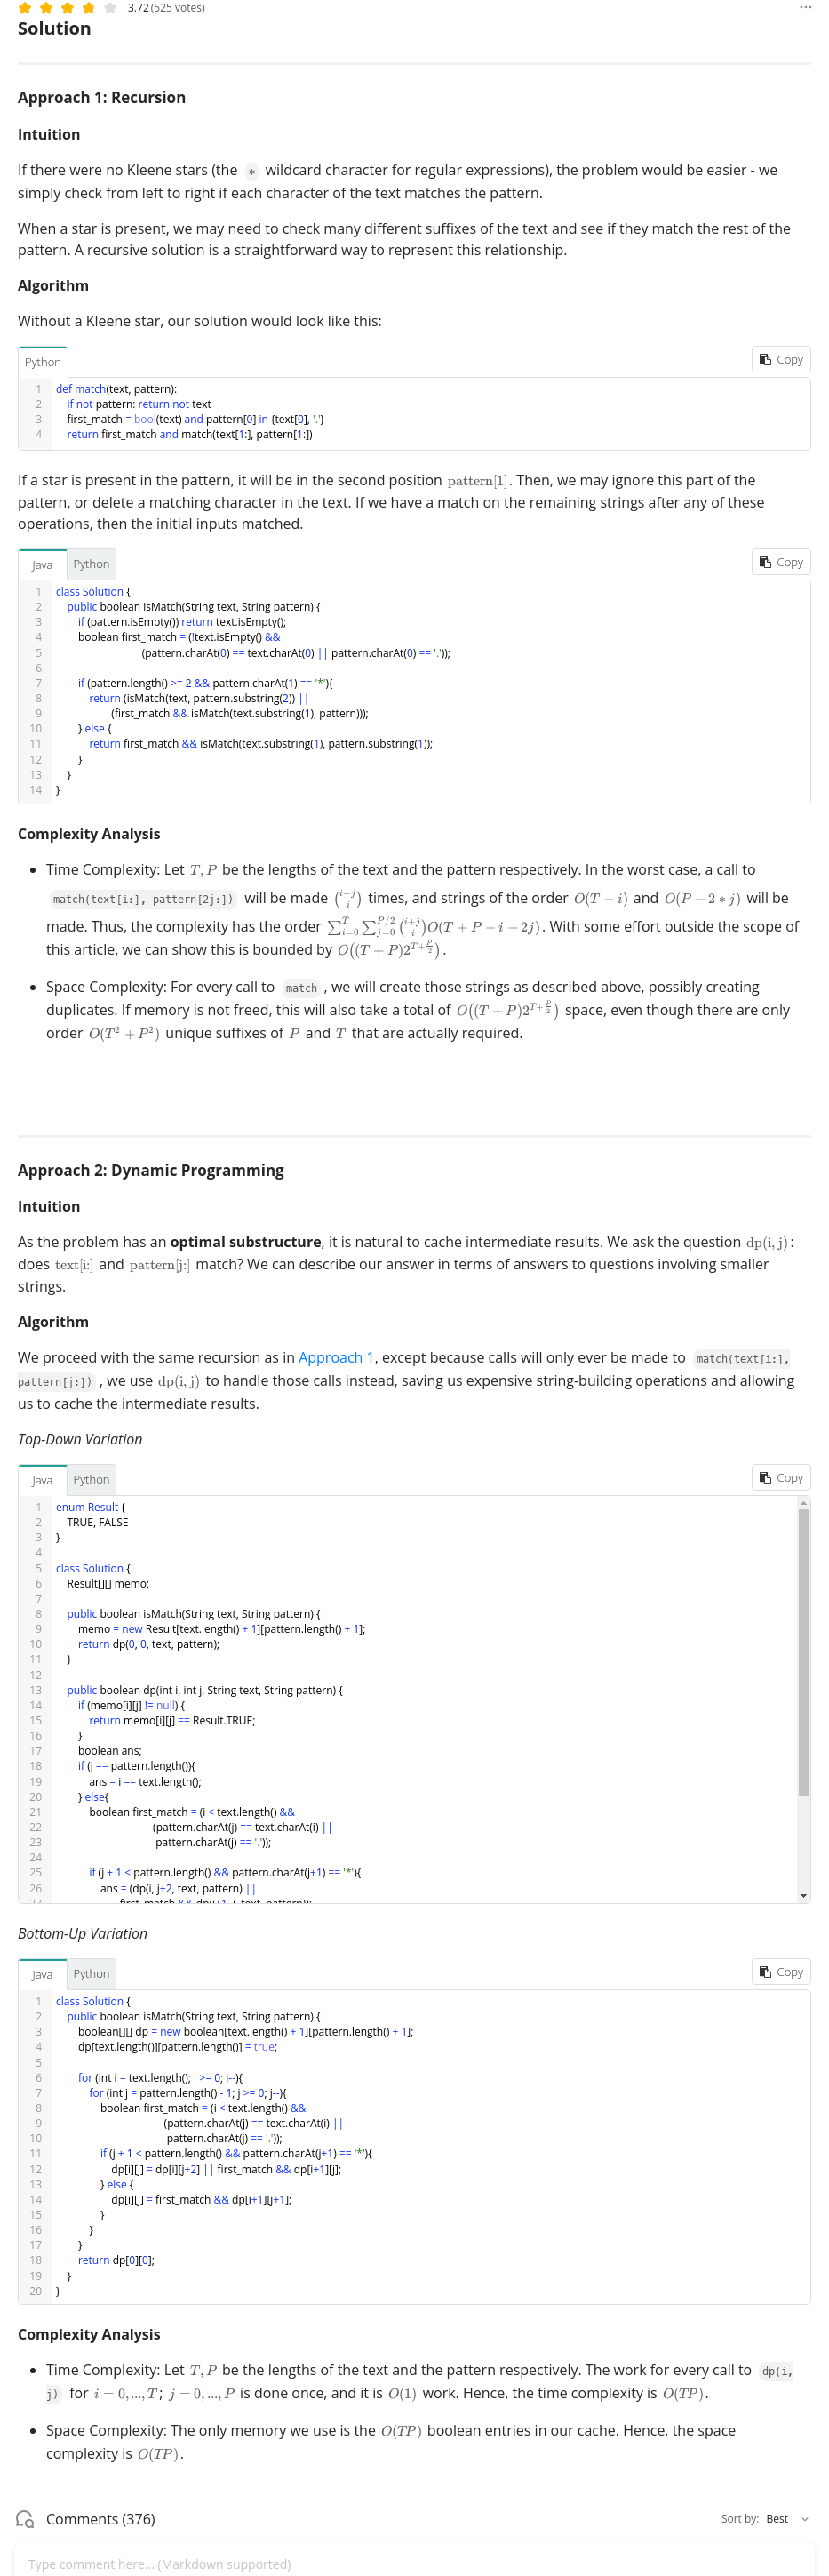 3.72 (525 votes)
Solution
Approach 1: Recursion
Intuition
If there were no Kleene stars (the * wildcard character for regular expressions), the problem would be easier - we
simply check from left to right if each character of the text matches the pattern.
When a star is present, we may need to check many different suffixes of the text and see if they match the rest of the
pattern. A recursive solution is a straightforward way to represent this relationship.
Algorithm
Without a Kleene star, our solution would look like this:
Python
Copy
1 def match(text, pattern):
2     if not pattern: return not text
3     first_match = bool(text) and pattern[0] in {text[0], '.'}
4     return first_match and match(text[1:], pattern[1:])
If a star is present in the pattern, it will be in the second position pattern[1]. Then, we may ignore this part of the
pattern, or delete a matching character in the text. If we have a match on the remaining strings after any of these
operations, then the initial inputs matched.
Java Python
Copy
1 class Solution {
2     public boolean isMatch(String text, String pattern) {
3         if (pattern.isEmpty()) return text.isEmpty();
4         boolean first_match = (!text.isEmpty() &&
5                                (pattern.charAt(0) == text.charAt(0) || pattern.charAt(0) == '.'));
6
7         if (pattern.length() >= 2 && pattern.charAt(1) == '*'){
8             return (isMatch(text, pattern.substring(2)) ||
9                     (first_match && isMatch(text.substring(1), pattern)));
10         } else {
11             return first_match && isMatch(text.substring(1), pattern.substring(1));
12         }
13     }
14 }
Complexity Analysis
• Time Complexity: Let T, P be the lengths of the text and the pattern respectively. In the worst case, a call to
match(text[i:], pattern[2j:]) will be made (i+j i) times, and strings of the order O(T − i) and O(P − 2 * j) will be
made. Thus, the complexity has the order ∑_{i=0}^{T} ∑_{j=0}^{P/2} (i+j i) O(T + P − i − 2j). With some effort outside the scope of
this article, we can show this is bounded by O((T + P)2^{T+P/2}).
• Space Complexity: For every call to match, we will create those strings as described above, possibly creating
duplicates. If memory is not freed, this will also take a total of O((T + P)2^{T+P/2}) space, even though there are only
order O(T² + P²) unique suffixes of P and T that are actually required.
Approach 2: Dynamic Programming
Intuition
As the problem has an optimal substructure, it is natural to cache intermediate results. We ask the question dp(i, j):
does text[i:] and pattern[j:] match? We can describe our answer in terms of answers to questions involving smaller
strings.
Algorithm
We proceed with the same recursion as in Approach 1, except because calls will only ever be made to match(text[i:],
pattern[j:]) , we use dp(i, j) to handle those calls instead, saving us expensive string-building operations and allowing
us to cache the intermediate results.
Top-Down Variation
Java Python
Copy
1 enum Result {
2     TRUE, FALSE
3 }
4
5 class Solution {
6     Result[][] memo;
7
8     public boolean isMatch(String text, String pattern) {
9         memo = new Result[text.length() + 1][pattern.length() + 1];
10         return dp(0, 0, text, pattern);
11     }
12
13     public boolean dp(int i, int j, String text, String pattern) {
14         if (memo[i][j] != null) {
15             return memo[i][j] == Result.TRUE;
16         }
17         boolean ans;
18         if (j == pattern.length()){
19             ans = i == text.length();
20         } else{
21             boolean first_match = (i < text.length() &&
22                                    (pattern.charAt(j) == text.charAt(i) ||
23                                     pattern.charAt(j) == '.'));
24
25             if (j + 1 < pattern.length() && pattern.charAt(j+1) == '*'){
26                 ans = (dp(i, j+2, text, pattern) ||
27                        first_match && dp(i+1, j, text, pattern));
Bottom-Up Variation
Java Python
Copy
1 class Solution {
2     public boolean isMatch(String text, String pattern) {
3         boolean[][] dp = new boolean[text.length() + 1][pattern.length() + 1];
4         dp[text.length()][pattern.length()] = true;
5
6         for (int i = text.length(); i >= 0; i--){
7             for (int j = pattern.length() - 1; j >= 0; j--){
8                 boolean first_match = (i < text.length() &&
9                                        (pattern.charAt(j) == text.charAt(i) ||
10                                         pattern.charAt(j) == '.'));
11                 if (j + 1 < pattern.length() && pattern.charAt(j+1) == '*'){
12                     dp[i][j] = dp[i][j+2] || first_match && dp[i+1][j];
13                 } else {
14                     dp[i][j] = first_match && dp[i+1][j+1];
15                 }
16             }
17         }
18         return dp[0][0];
19     }
20 }
Complexity Analysis
• Time Complexity: Let T, P be the lengths of the text and the pattern respectively. The work for every call to dp(i,
j) for i = 0, ..., T; j = 0, ..., P is done once, and it is O(1) work. Hence, the time complexity is O(TP).
• Space Complexity: The only memory we use is the O(TP) boolean entries in our cache. Hence, the space
complexity is O(TP).
Comments (376)
Sort by: Best
Type comment here... (Markdown supported)